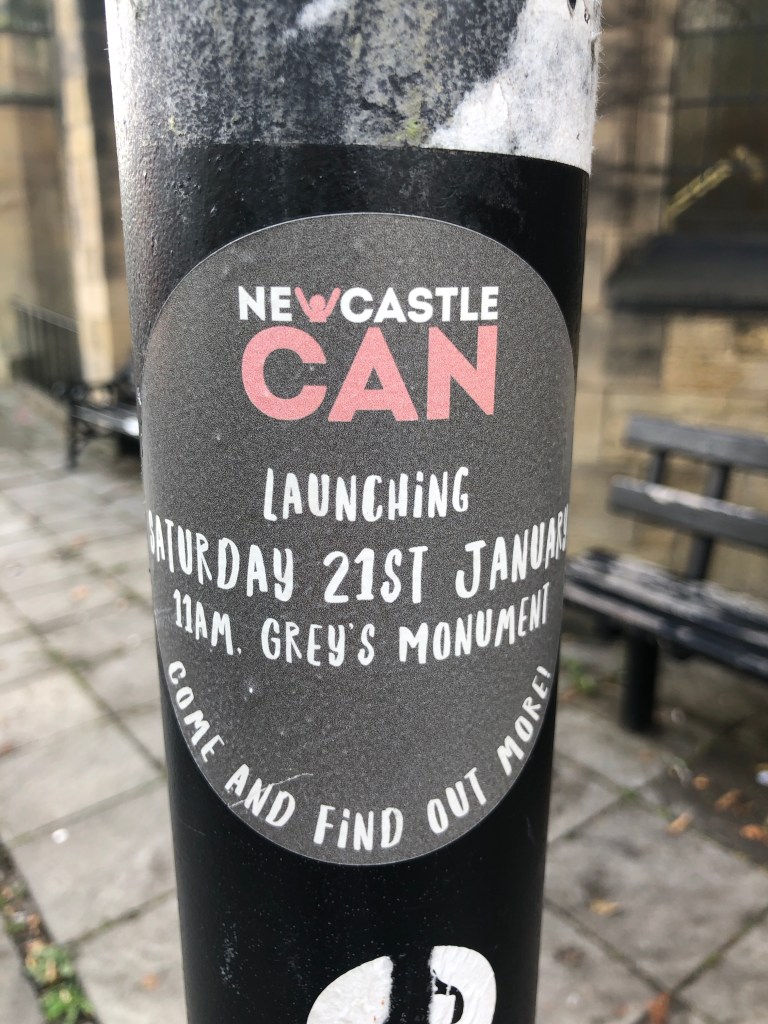 NEWCASTLE
CAN
LAUNCHiNG
SATURDAY 21ST JANUARY
11AM. GREY'S MONUMENT
COME AND FiND OUT MORE!